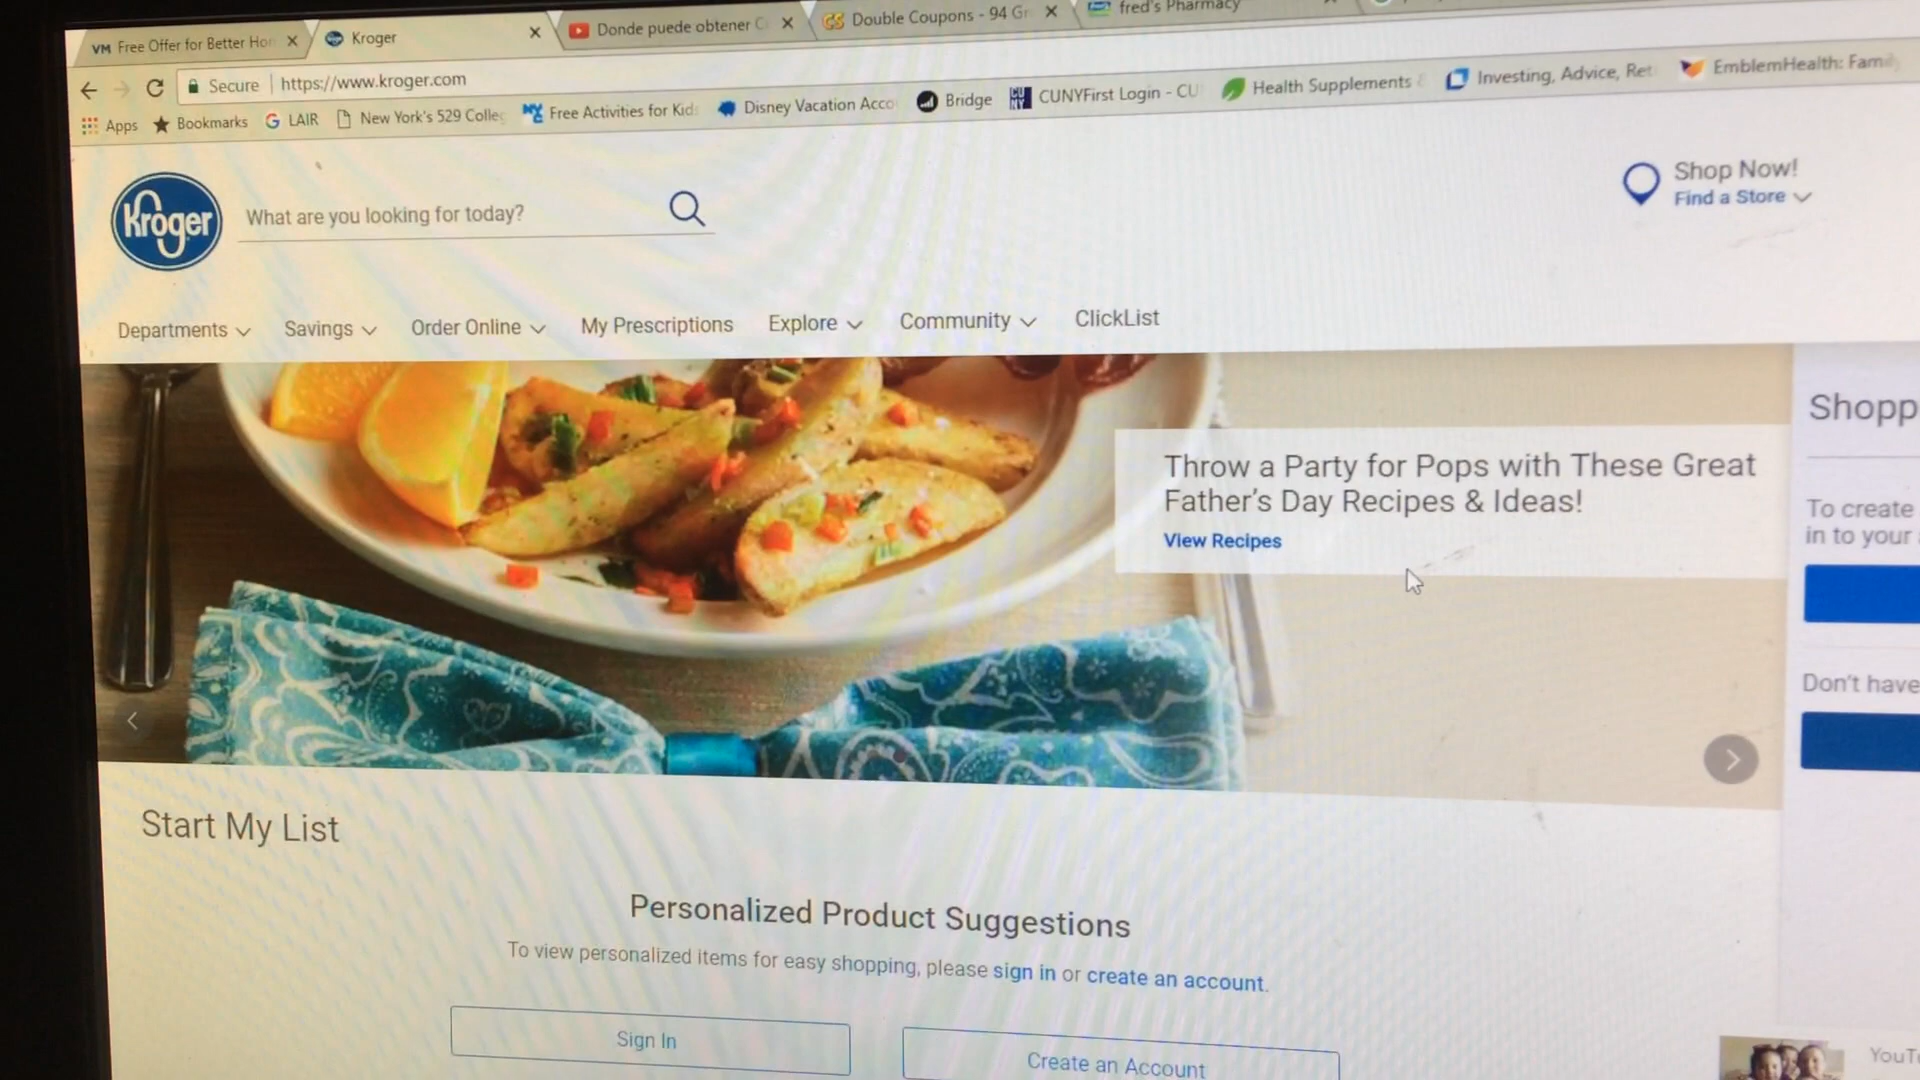 VM Free Offer for Better Hor
Kroger
Donde puede obtener C
CS Double Coupons - 94 Gr
fred's Pharmacy
Secure https://www.kroger.com
Apps Bookmarks LAIR New York's 529 Colleg Free Activities for Kids Disney Vacation Acco Bridge CUNYFirst Login - CU Health Supplements & Investing, Advice, Ret EmblemHealth: Family
Kroger
What are you looking for today?
Shop Now!
Find a Store
Departments Savings Order Online My Prescriptions Explore Community ClickList
Throw a Party for Pops with These Great
Father's Day Recipes & Ideas!
View Recipes
Shopp
To create
in to your
Don't have
Start My List
Personalized Product Suggestions
To view personalized items for easy shopping, please sign in or create an account.
Sign In
Create an Account
YouT